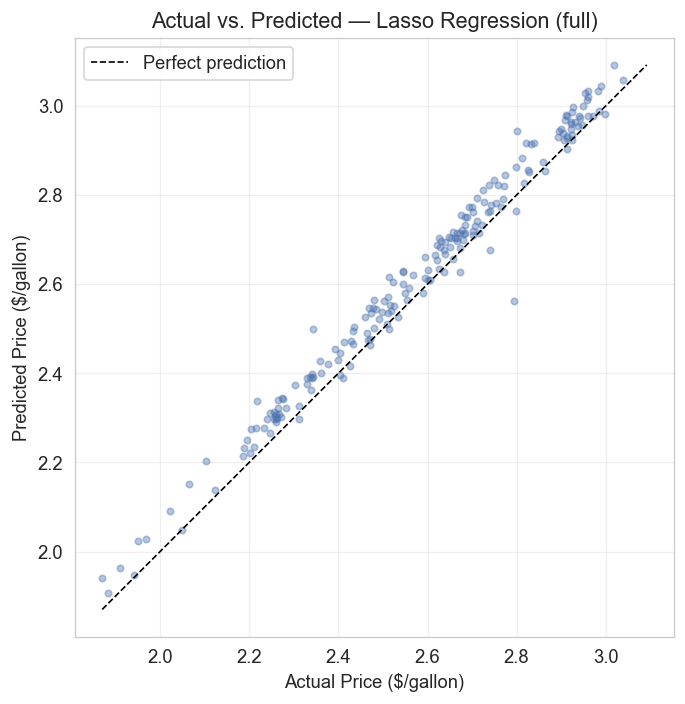 Actual vs. Predicted — Lasso Regression (full)
Perfect prediction
3.0
2.8
2.6
2.4
2.2
2.0
Predicted Price ($/gallon)
2.0 2.2 2.4 2.6 2.8 3.0
Actual Price ($/gallon)